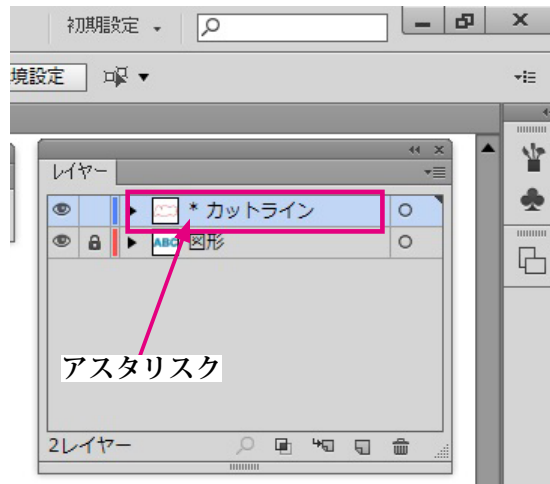 初期設定
境設定
レイヤー
* カットライン
ABC 図形
アスタリスク
2レイヤー